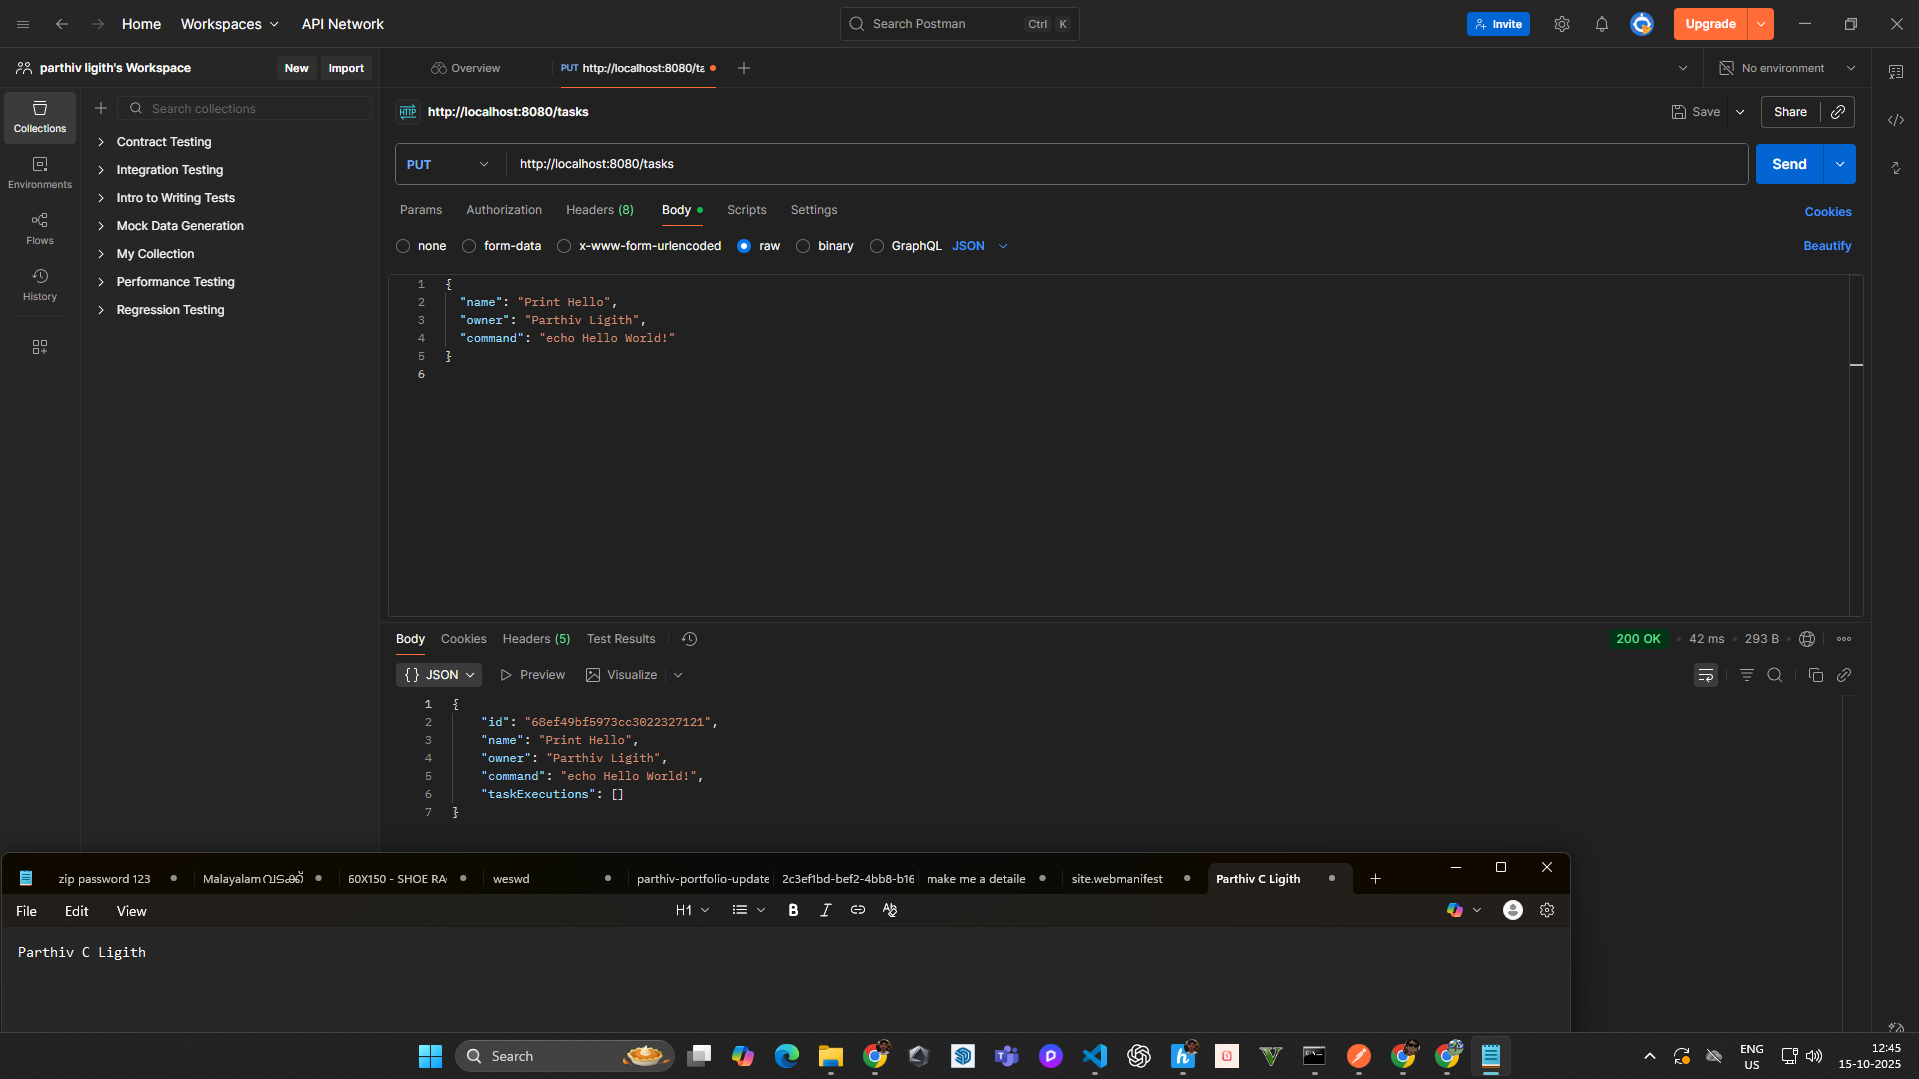 Home Workspaces API Network Search Postman Ctrl K Invite Upgrade
parthiv ligith's Workspace New Import Overview PUT http://localhost:8080/ta No environment
Collections
Environments
Flows
History
Search collections
Contract Testing
Integration Testing
Intro to Writing Tests
Mock Data Generation
My Collection
Performance Testing
Regression Testing
HTTP http://localhost:8080/tasks Save Share
PUT http://localhost:8080/tasks Send
Params Authorization Headers (8) Body Scripts Settings Cookies
none form-data x-www-form-urlencoded raw binary GraphQL JSON Beautify
1 {
2 "name": "Print Hello",
3 "owner": "Parthiv Ligith",
4 "command": "echo Hello World!"
5 }
6
Body Cookies Headers (5) Test Results 200 OK • 42 ms • 293 B
{} JSON Preview Visualize
1 {
2 "id": "68ef49bf5973cc3022327121",
3 "name": "Print Hello",
4 "owner": "Parthiv Ligith",
5 "command": "echo Hello World!",
6 "taskExecutions": []
7 }
zip password 123 Malayalam വടക്ക് 60X150 - SHOE RA weswd parthiv-portfolio-update 2c3ef1bd-bef2-4bb8-b16 make me a detaile site.webmanifest Parthiv C Ligith
File Edit View H1 B I
Parthiv C Ligith
Search ENG US 12:45
15-10-2025